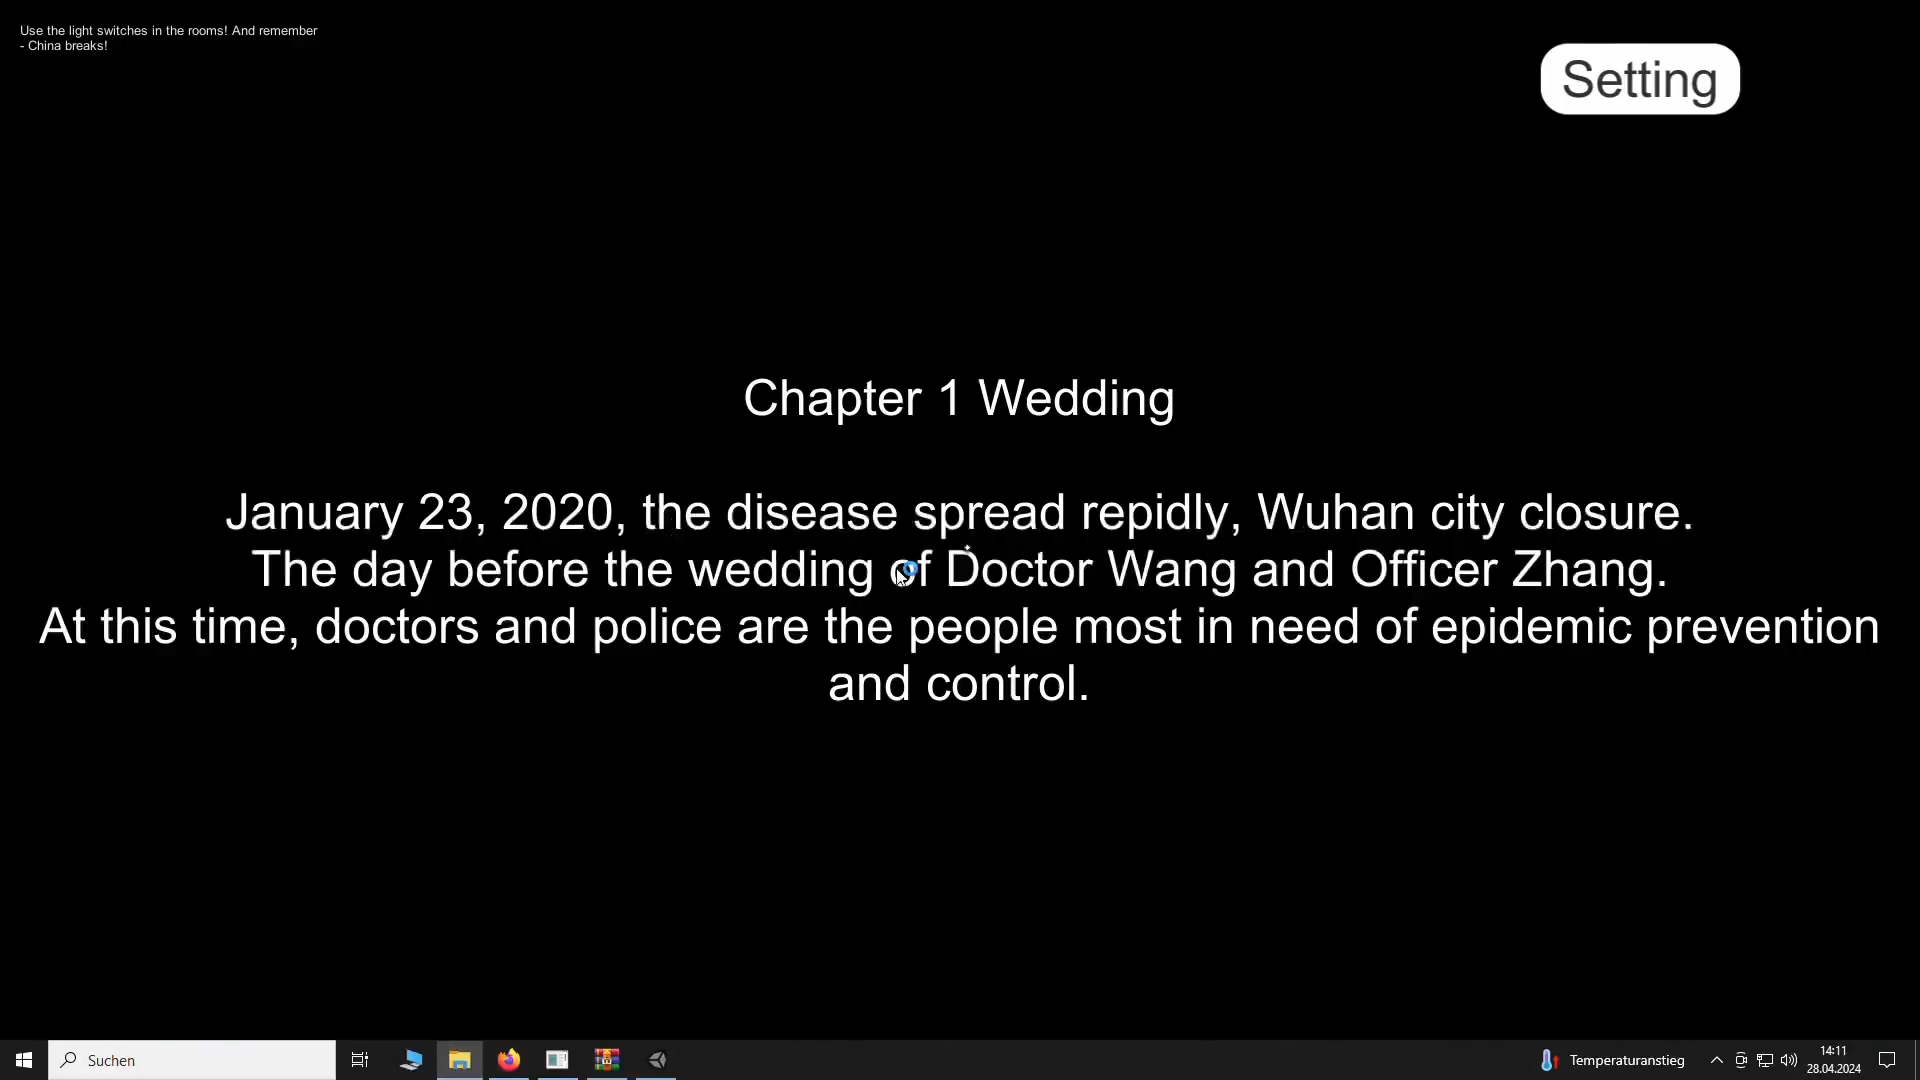 Use the light switches in the rooms! And remember
- China breaks!
Setting
Chapter 1 Wedding
January 23, 2020, the disease spread repidly, Wuhan city closure.
The day before the wedding of Doctor Wang and Officer Zhang.
At this time, doctors and police are the people most in need of epidemic prevention
and control.
Suchen
Temperaturanstieg
14:11
28.04.2024